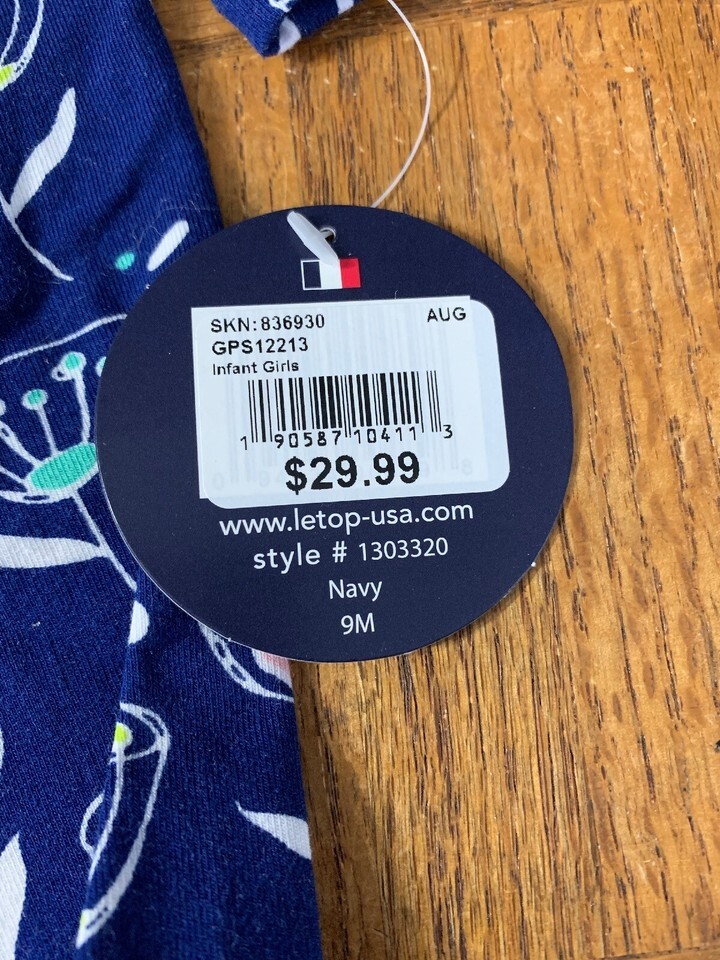 SKN: 836930 AUG
GPS12213
Infant Girls
1 90587 10411 3
$29.99
www.letop-usa.com
style # 1303320
Navy
9M